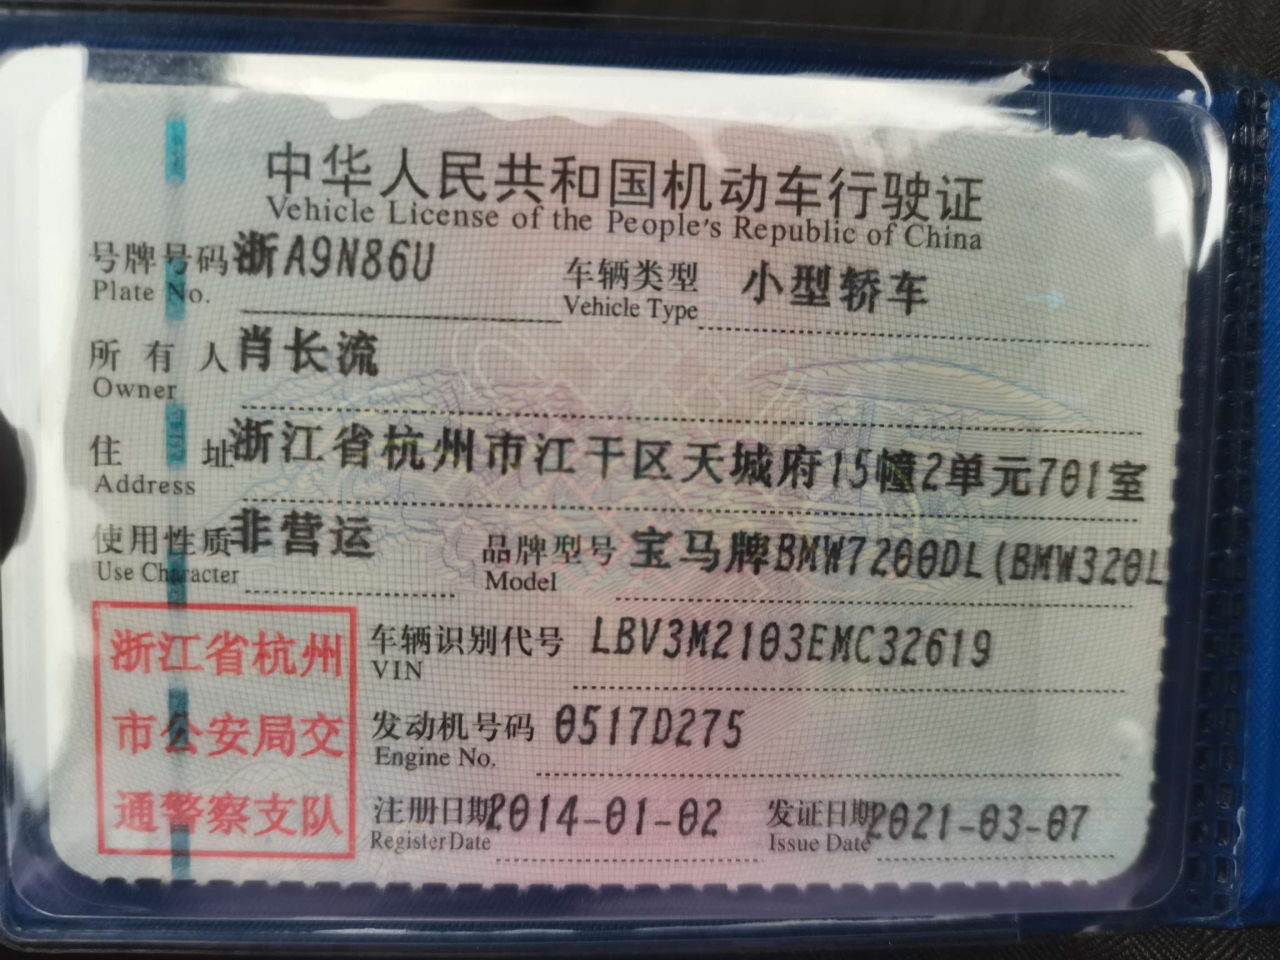 中华人民共和国机动车行驶证
Vehicle License of the People's Republic of China
号牌号码 浙A9N86U 车辆类型 小型轿车
Plate No. Vehicle Type
所有人 肖长流
Owner
住址 浙江省杭州市江干区天城府15幢2单元701室
Address
使用性质 非营运 品牌型号 宝马牌BMW7200DL(BMW320L
Use Character Model
浙江省杭州
市公安局交
通警察支队
车辆识别代号 LBV3M2103EMC32619
VIN
发动机号码 0517D275
Engine No.
注册日期 2014-01-02 发证日期 2021-03-07
Register Date Issue Date